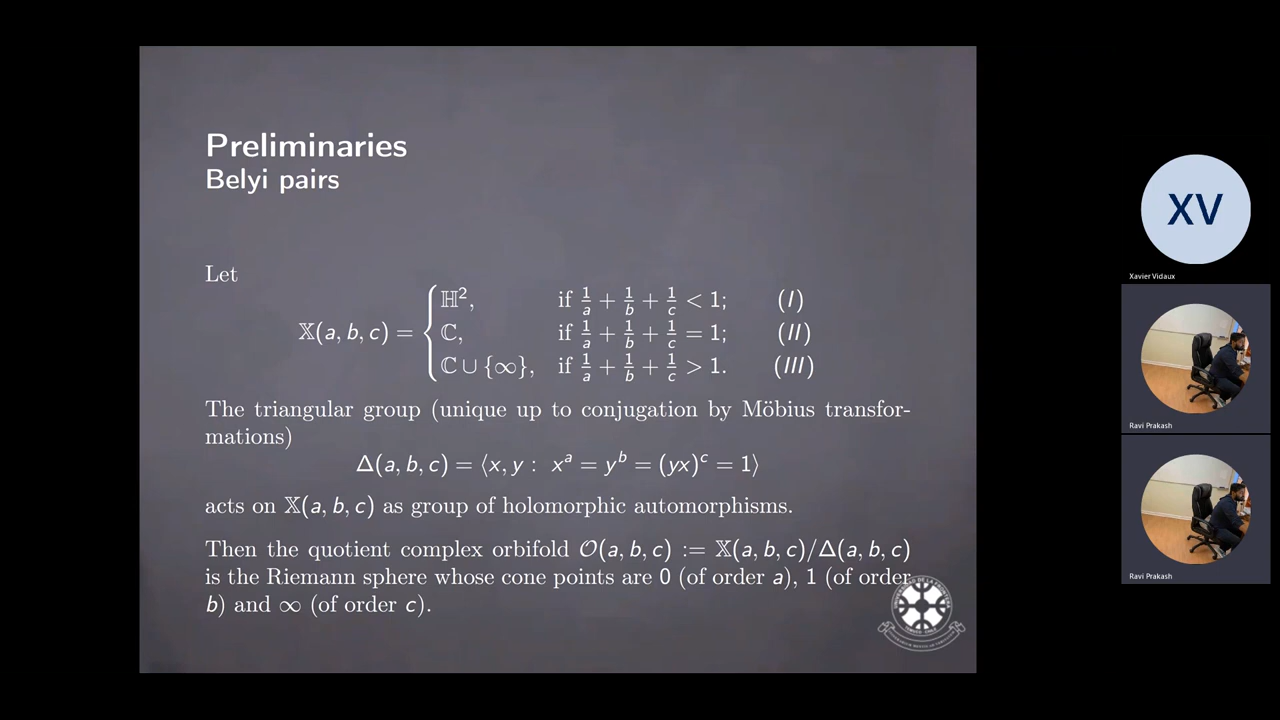 Preliminaries
Belyi pairs
Let
𝕏(a, b, c) = { ℍ², if 1/a + 1/b + 1/c < 1; (I)
ℂ, if 1/a + 1/b + 1/c = 1; (II)
ℂ ∪ {∞}, if 1/a + 1/b + 1/c > 1. (III)
The triangular group (unique up to conjugation by Möbius transfor-
mations)
Δ(a, b, c) = ⟨x, y : xᵃ = yᵇ = (yx)ᶜ = 1⟩
acts on 𝕏(a, b, c) as group of holomorphic automorphisms.
Then the quotient complex orbifold 𝒪(a, b, c) := 𝕏(a, b, c)/Δ(a, b, c)
is the Riemann sphere whose cone points are 0 (of order a), 1 (of order
b) and ∞ (of order c).
XV
Xavier Vidaux
Ravi Prakash
Ravi Prakash